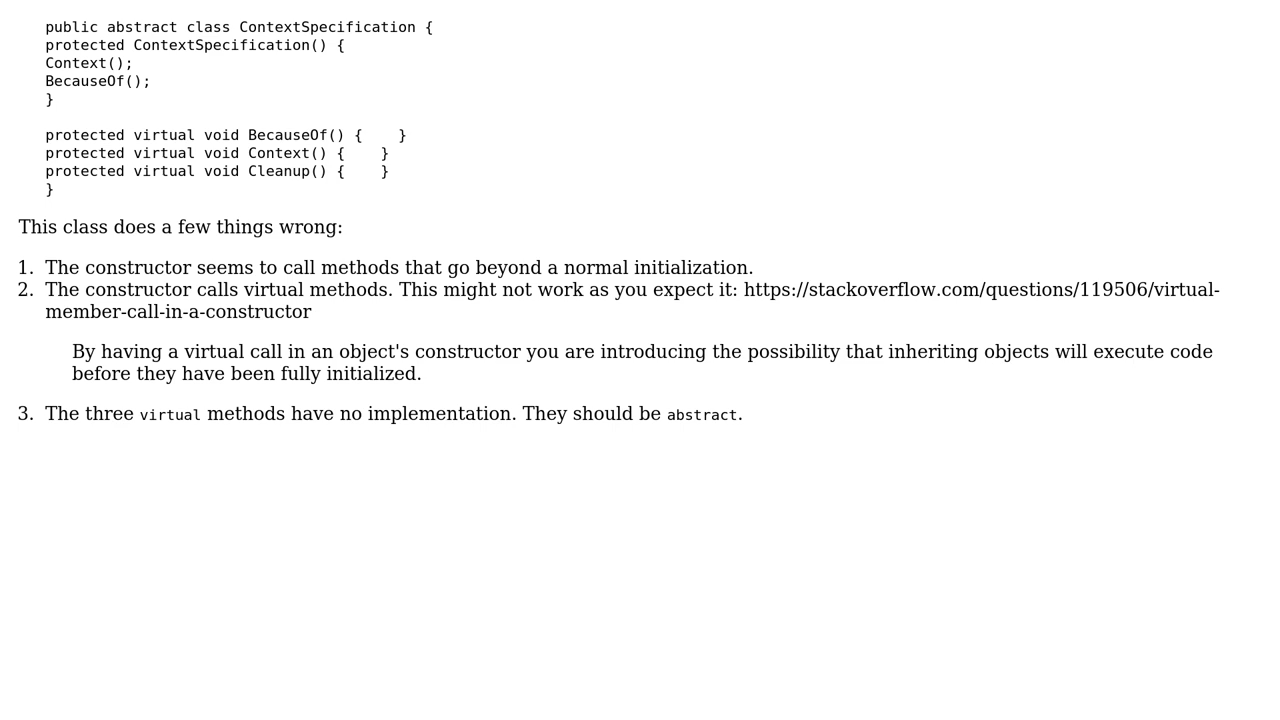 public abstract class ContextSpecification {
protected ContextSpecification() {
Context();
BecauseOf();
}

protected virtual void BecauseOf() {    }
protected virtual void Context() {    }
protected virtual void Cleanup() {    }
}
This class does a few things wrong:
1. The constructor seems to call methods that go beyond a normal initialization.
2. The constructor calls virtual methods. This might not work as you expect it: https://stackoverflow.com/questions/119506/virtual-
member-call-in-a-constructor
By having a virtual call in an object's constructor you are introducing the possibility that inheriting objects will execute code
before they have been fully initialized.
3. The three virtual methods have no implementation. They should be abstract.